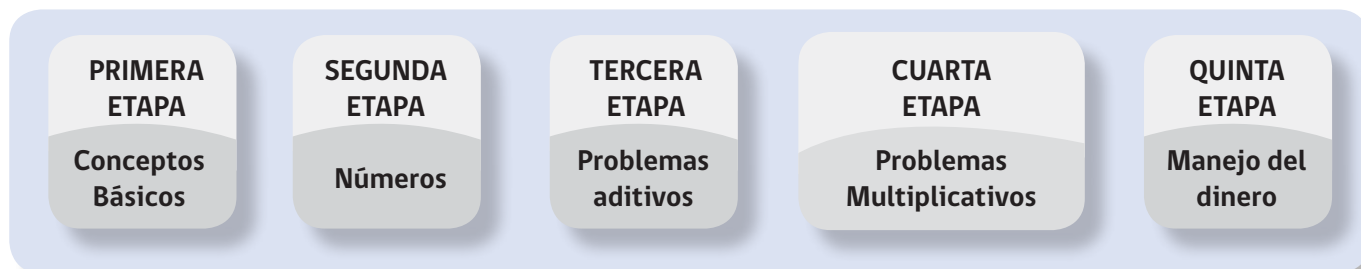 PRIMERA
ETAPA
Conceptos
Básicos
SEGUNDA
ETAPA
Números
TERCERA
ETAPA
Problemas
aditivos
CUARTA
ETAPA
Problemas
Multiplicativos
QUINTA
ETAPA
Manejo del
dinero